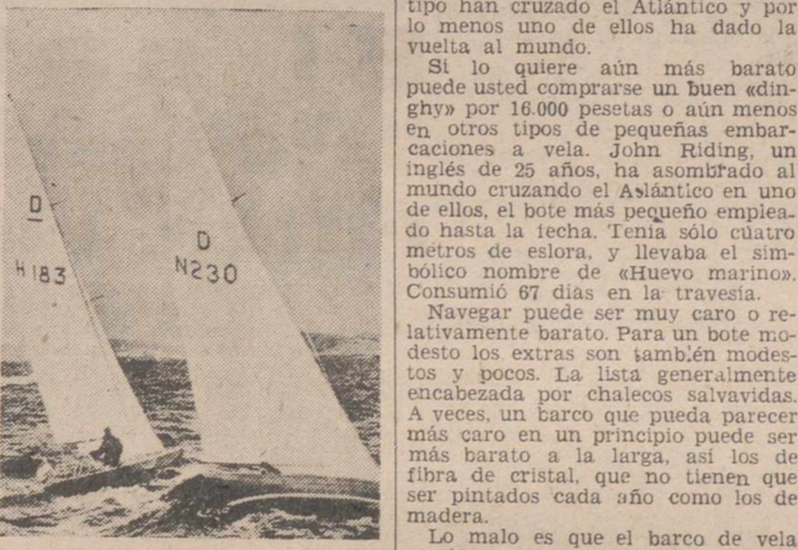 D
H 183
D
N230
tipo han cruzado el Atlántico y por
lo menos uno de ellos ha dado la
vuelta al mundo.
Si lo quiere aún más barato
puede usted comprarse un buen «din-
ghy» por 16.000 pesetas o aún menos
en otros tipos de pequeñas embar-
caciones a vela. John Riding, un
inglés de 25 años, ha asombrado al
mundo cruzando el Atlántico en uno
de ellos, el bote más pequeño emplea-
do hasta la fecha. Tenía sólo cuatro
metros de eslora, y llevaba el sim-
bólico nombre de «Huevo marino».
Consumió 67 días en la travesía.
Navegar puede ser muy caro o re-
lativamente barato. Para un bote mo-
desto los extras son también modes-
tos y pocos. La lista generalmente
encabezada por chalecos salvavidas.
A veces, un barco que pueda parecer
más caro en un principio puede ser
más barato a la larga, así los de
fibra de cristal, que no tienen que
ser pintados cada año como los de
madera.
Lo malo es que el barco de vela